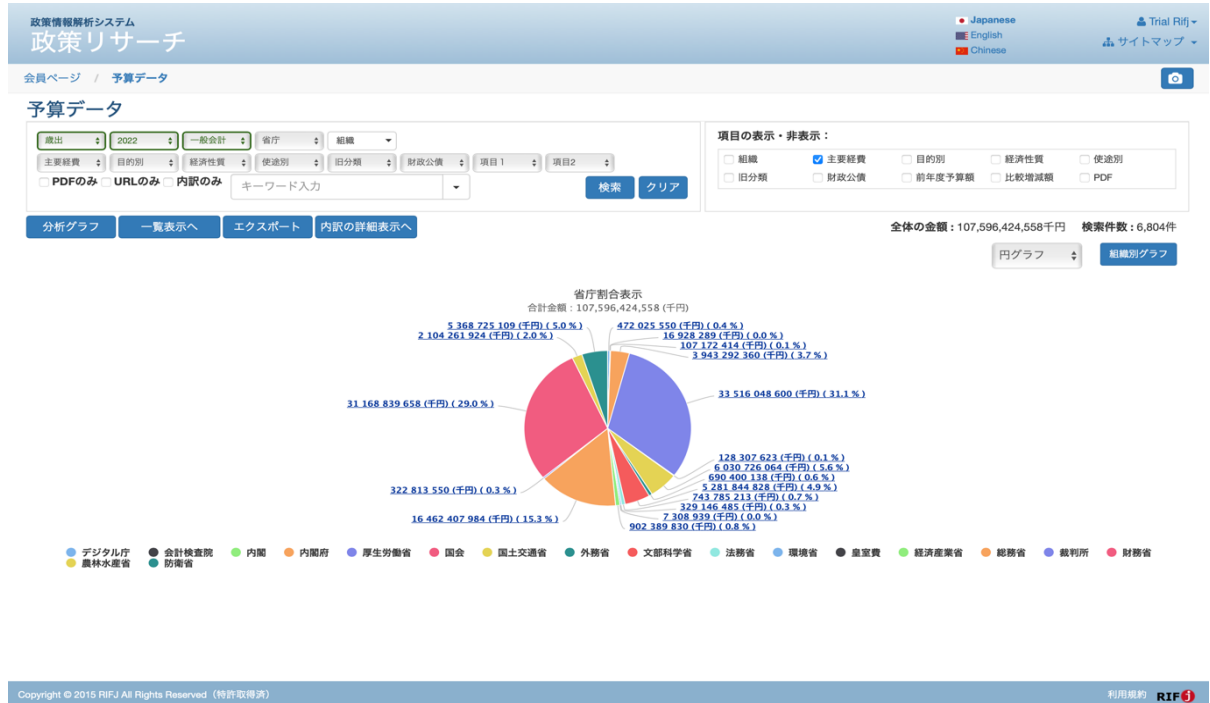 政策情報解析システム
政策リサーチ
Japanese
English
Chinese
Trial Rifj
サイトマップ
会員ページ / 予算データ
予算データ
歳出 2022 一般会計 省庁 組織
主要経費 目的別 経済性質 使途別 旧分類 財政公債 項目1 項目2
PDFのみ URLのみ 内訳のみ キーワード入力 検索 クリア
項目の表示・非表示：
組織 主要経費 目的別 経済性質 使途別
旧分類 財政公債 前年度予算額 比較増減額 PDF
分析グラフ 一覧表示へ エクスポート 内訳の詳細表示へ
全体の金額：107,596,424,558千円 検索件数：6,804件
円グラフ 組織別グラフ
省庁割合表示
合計金額：107,596,424,558 (千円)
5 368 725 109 (千円) ( 5.0 % )
472 025 550 (千円) ( 0.4 % )
2 104 261 924 (千円) ( 2.0 % )
16 928 289 (千円) ( 0.0 % )
107 172 414 (千円) ( 0.1 % )
3 943 292 360 (千円) ( 3.7 % )
33 516 048 600 (千円) ( 31.1 % )
31 168 839 658 (千円) ( 29.0 % )
128 307 623 (千円) ( 0.1 % )
6 030 726 064 (千円) ( 5.6 % )
690 400 138 (千円) ( 0.6 % )
5 281 844 828 (千円) ( 4.9 % )
322 813 550 (千円) ( 0.3 % )
743 785 213 (千円) ( 0.7 % )
329 146 485 (千円) ( 0.3 % )
7 308 939 (千円) ( 0.0 % )
16 462 407 984 (千円) ( 15.3 % )
902 389 830 (千円) ( 0.8 % )
デジタル庁 会計検査院 内閣 内閣府 厚生労働省 国会 国土交通省 外務省 文部科学省 法務省 環境省 皇室費 経済産業省 総務省 裁判所 財務省
農林水産省 防衛省
Copyright © 2015 RIFJ All Rights Reserved（特許取得済）
利用規約 RIFJ